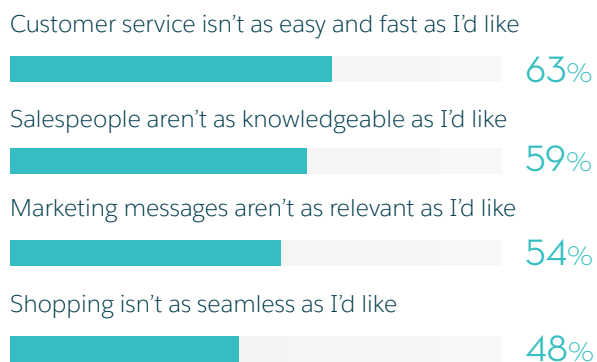 Customer service isn’t as easy and fast as I’d like
63%
Salespeople aren’t as knowledgeable as I’d like
59%
Marketing messages aren’t as relevant as I’d like
54%
Shopping isn’t as seamless as I’d like
48%